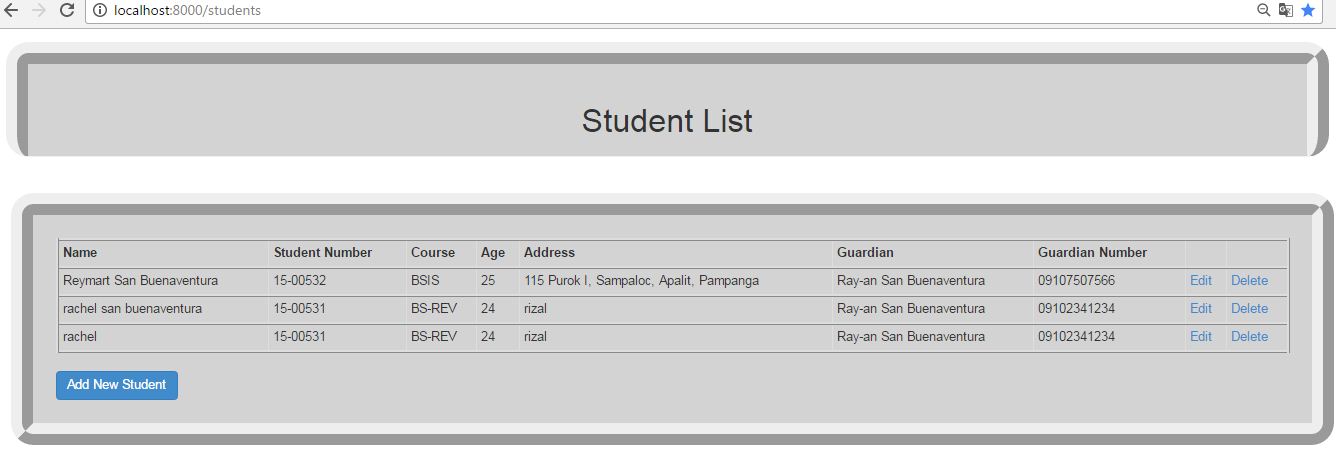 localhost:8000/students
Student List
Name Student Number Course Age Address Guardian Guardian Number
Reymart San Buenaventura 15-00532 BSIS 25 115 Purok I, Sampaloc, Apalit, Pampanga Ray-an San Buenaventura 09107507566 Edit Delete
rachel san buenaventura 15-00531 BS-REV 24 rizal Ray-an San Buenaventura 09102341234 Edit Delete
rachel 15-00531 BS-REV 24 rizal Ray-an San Buenaventura 09102341234 Edit Delete
Add New Student